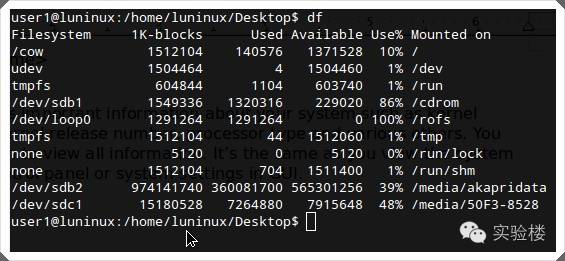 user1@luninux:/home/luninux/Desktop$ df
Filesystem 1K-blocks Used Available Use% Mounted on
/cow 1512104 140576 1371528 10% /
udev 1504464 4 1504460 1% /dev
tmpfs 604844 1104 603740 1% /run
/dev/sdb1 1549336 1320316 229020 86% /cdrom
/dev/loop0 1291264 1291264 0 100% /rofs
tmpfs 1512104 44 1512060 1% /tmp
none 5120 0 5120 0% /run/lock
none 1512104 704 1511400 1% /run/shm
/dev/sdb2 974141740 360081700 565301256 39% /media/akapridata
/dev/sdc1 15180528 7264880 7915648 48% /media/50F3-8528
user1@luninux:/home/luninux/Desktop$
实验楼